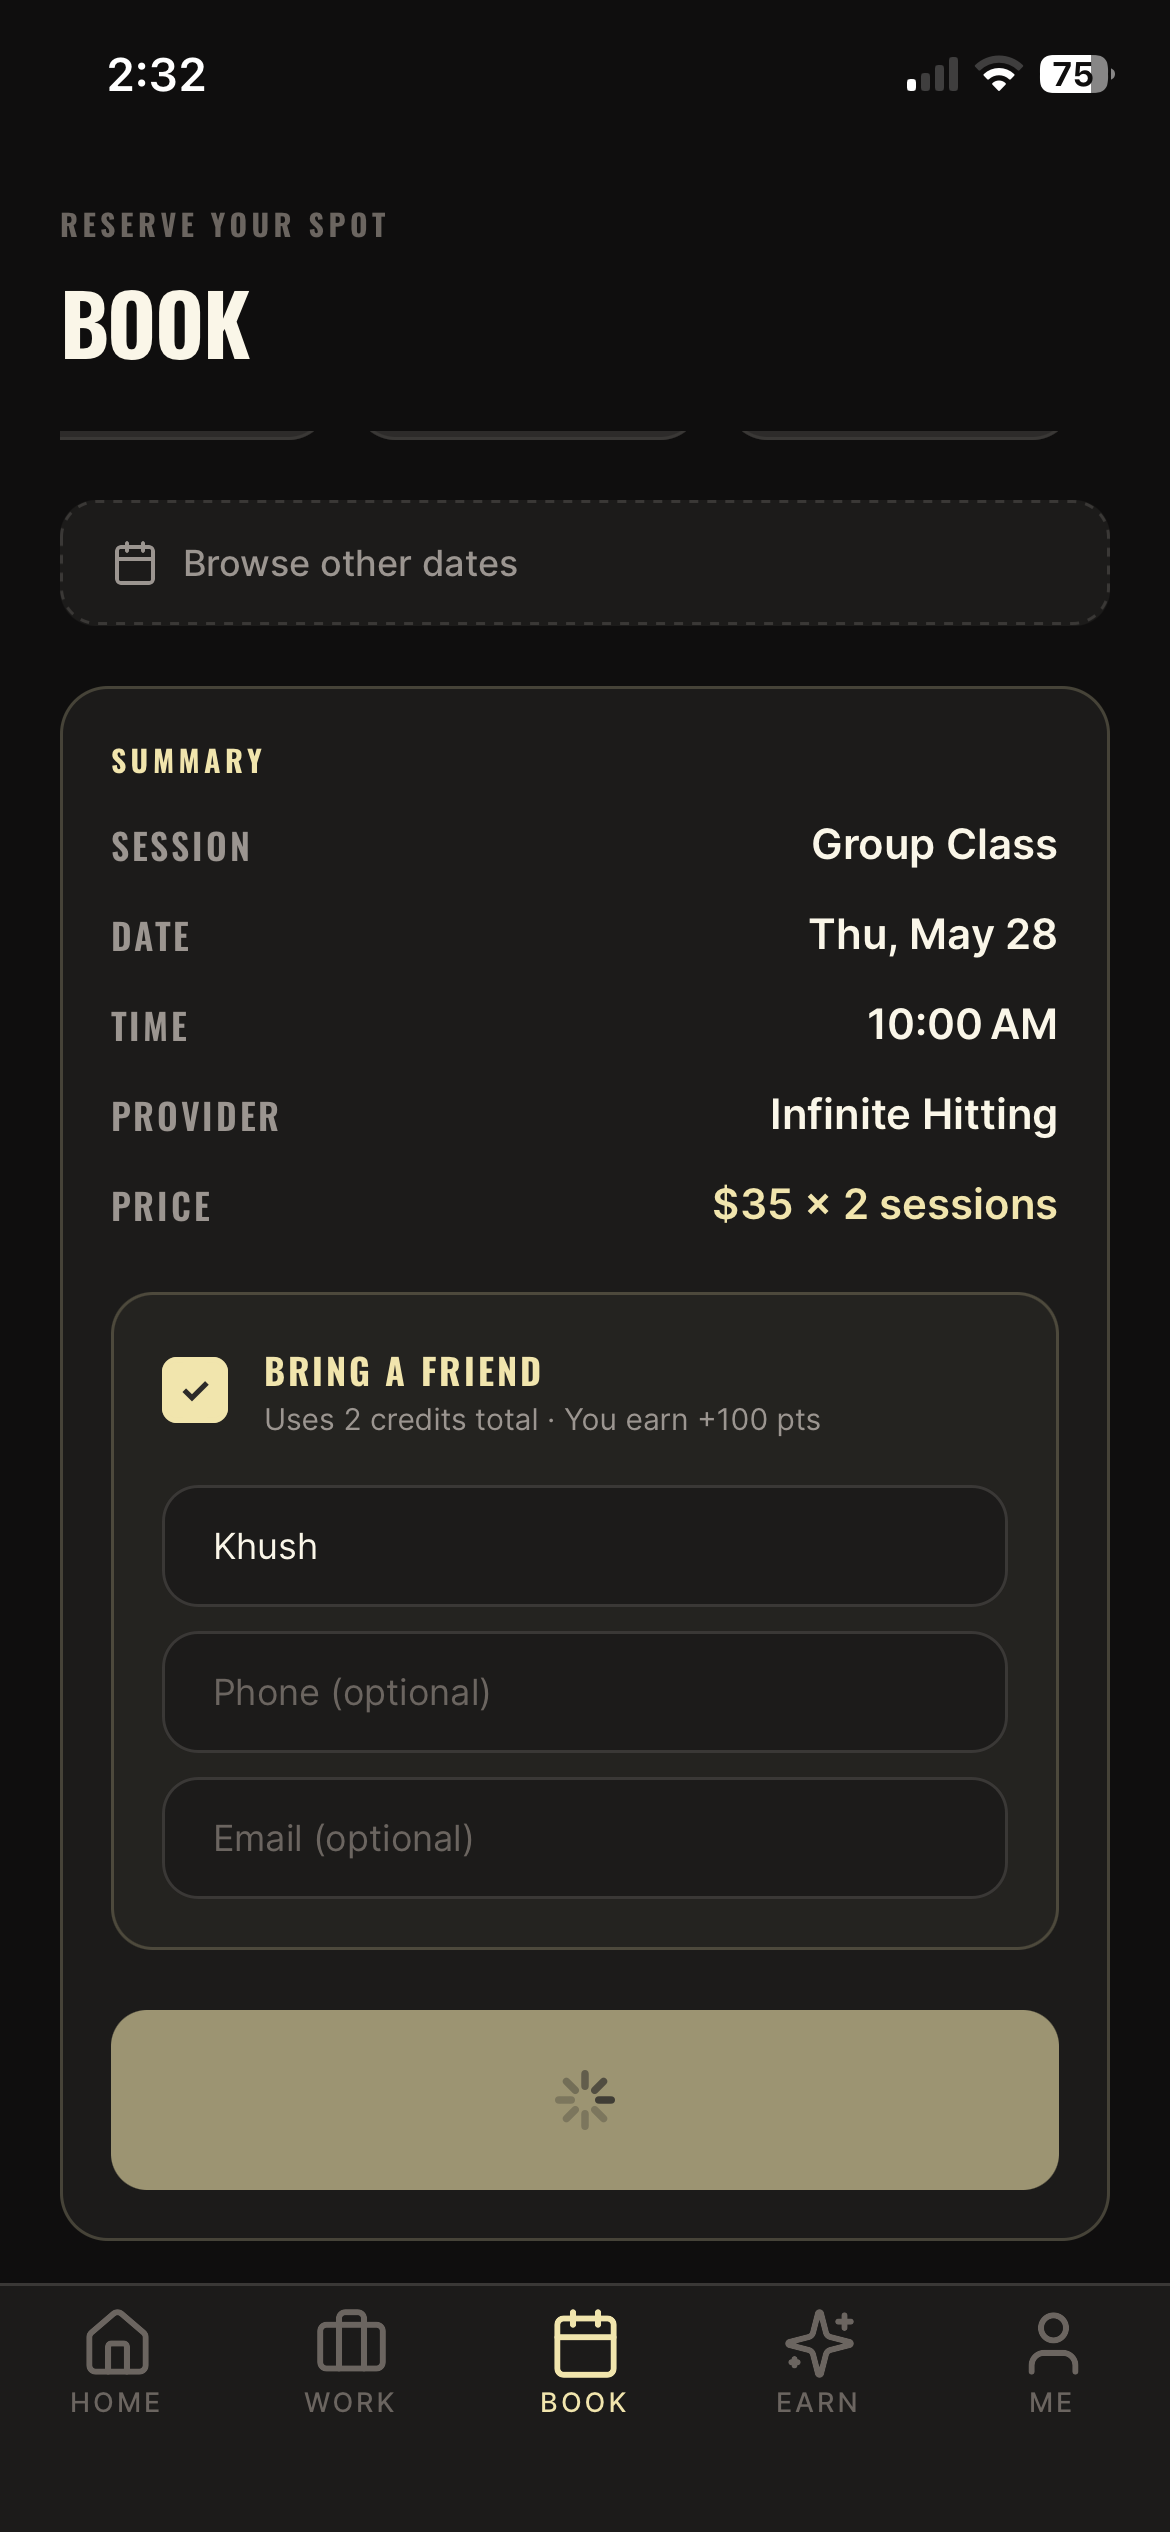 2:32
75
RESERVE YOUR SPOT
BOOK
Browse other dates
SUMMARY
SESSION Group Class
DATE Thu, May 28
TIME 10:00 AM
PROVIDER Infinite Hitting
PRICE $35 × 2 sessions
BRING A FRIEND
Uses 2 credits total · You earn +100 pts
Khush
Phone (optional)
Email (optional)
HOME WORK BOOK EARN ME